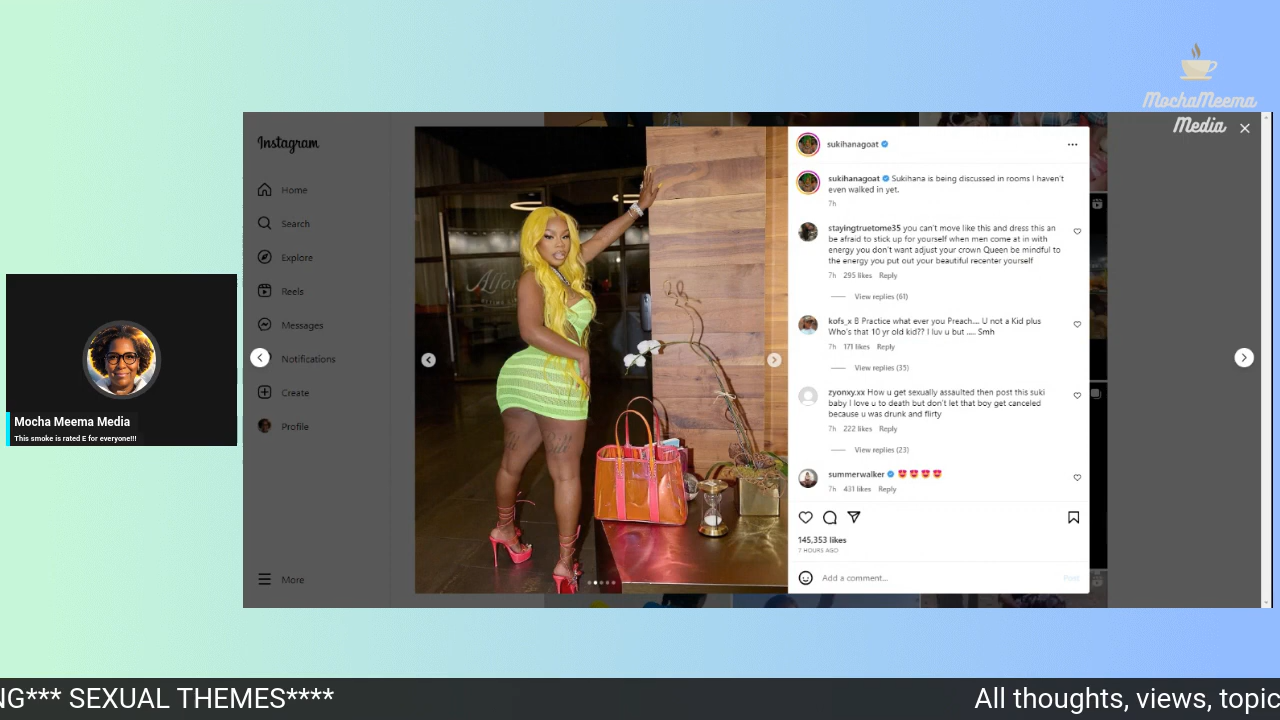 MochaMeema
Media
Instagram
Home
Search
Explore
Reels
Messages
Notifications
Create
Profile
More
Mocha Meema Media
This smoke is rated E for everyone!!!
sukihanagoat
sukihanagoat Sukihana is being discussed in rooms I haven't
even walked in yet.
7h
stayingtruetome35 you can't move like this and dress this an
be afraid to stick up for yourself when men come at in with
energy you don't want adjust your crown Queen be mindful to
the energy you put out your beautiful recenter yourself
7h 295 likes Reply
View replies (61)
kofs_x B Practice what ever you Preach.... U not a Kid plus
Who's that 10 yr old kid?? I luv u but ..... Smh
7h 171 likes Reply
View replies (35)
zyonxy.xx How u get sexually assaulted then post this suki
baby I love u to death but don't let that boy get canceled
because u was drunk and flirty
7h 222 likes Reply
View replies (23)
summerwalker 😍😍😍😍
7h 431 likes Reply
145,353 likes
7 HOURS AGO
Add a comment...
Post
NG*** SEXUAL THEMES**** All thoughts, views, topic